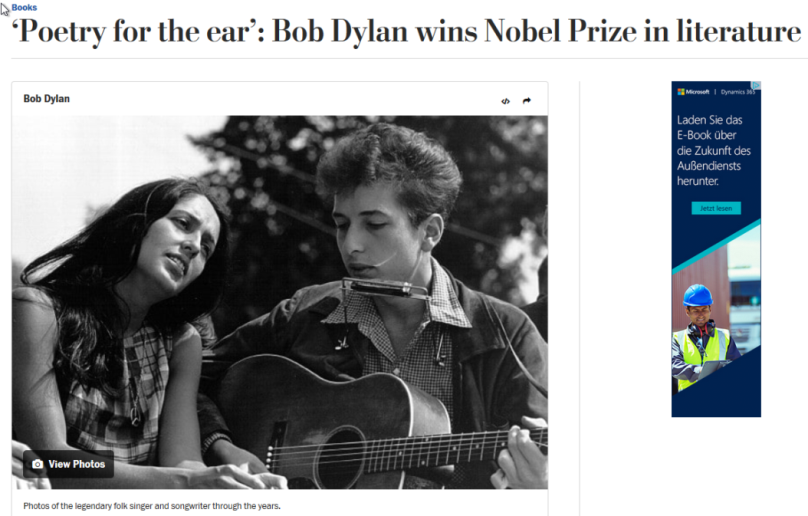 Books
‘Poetry for the ear’: Bob Dylan wins Nobel Prize in literature
Bob Dylan
View Photos
Photos of the legendary folk singer and songwriter through the years.
Microsoft | Dynamics 365
Laden Sie das
E-Book über
die Zukunft des
Außendiensts
herunter.
Jetzt lesen